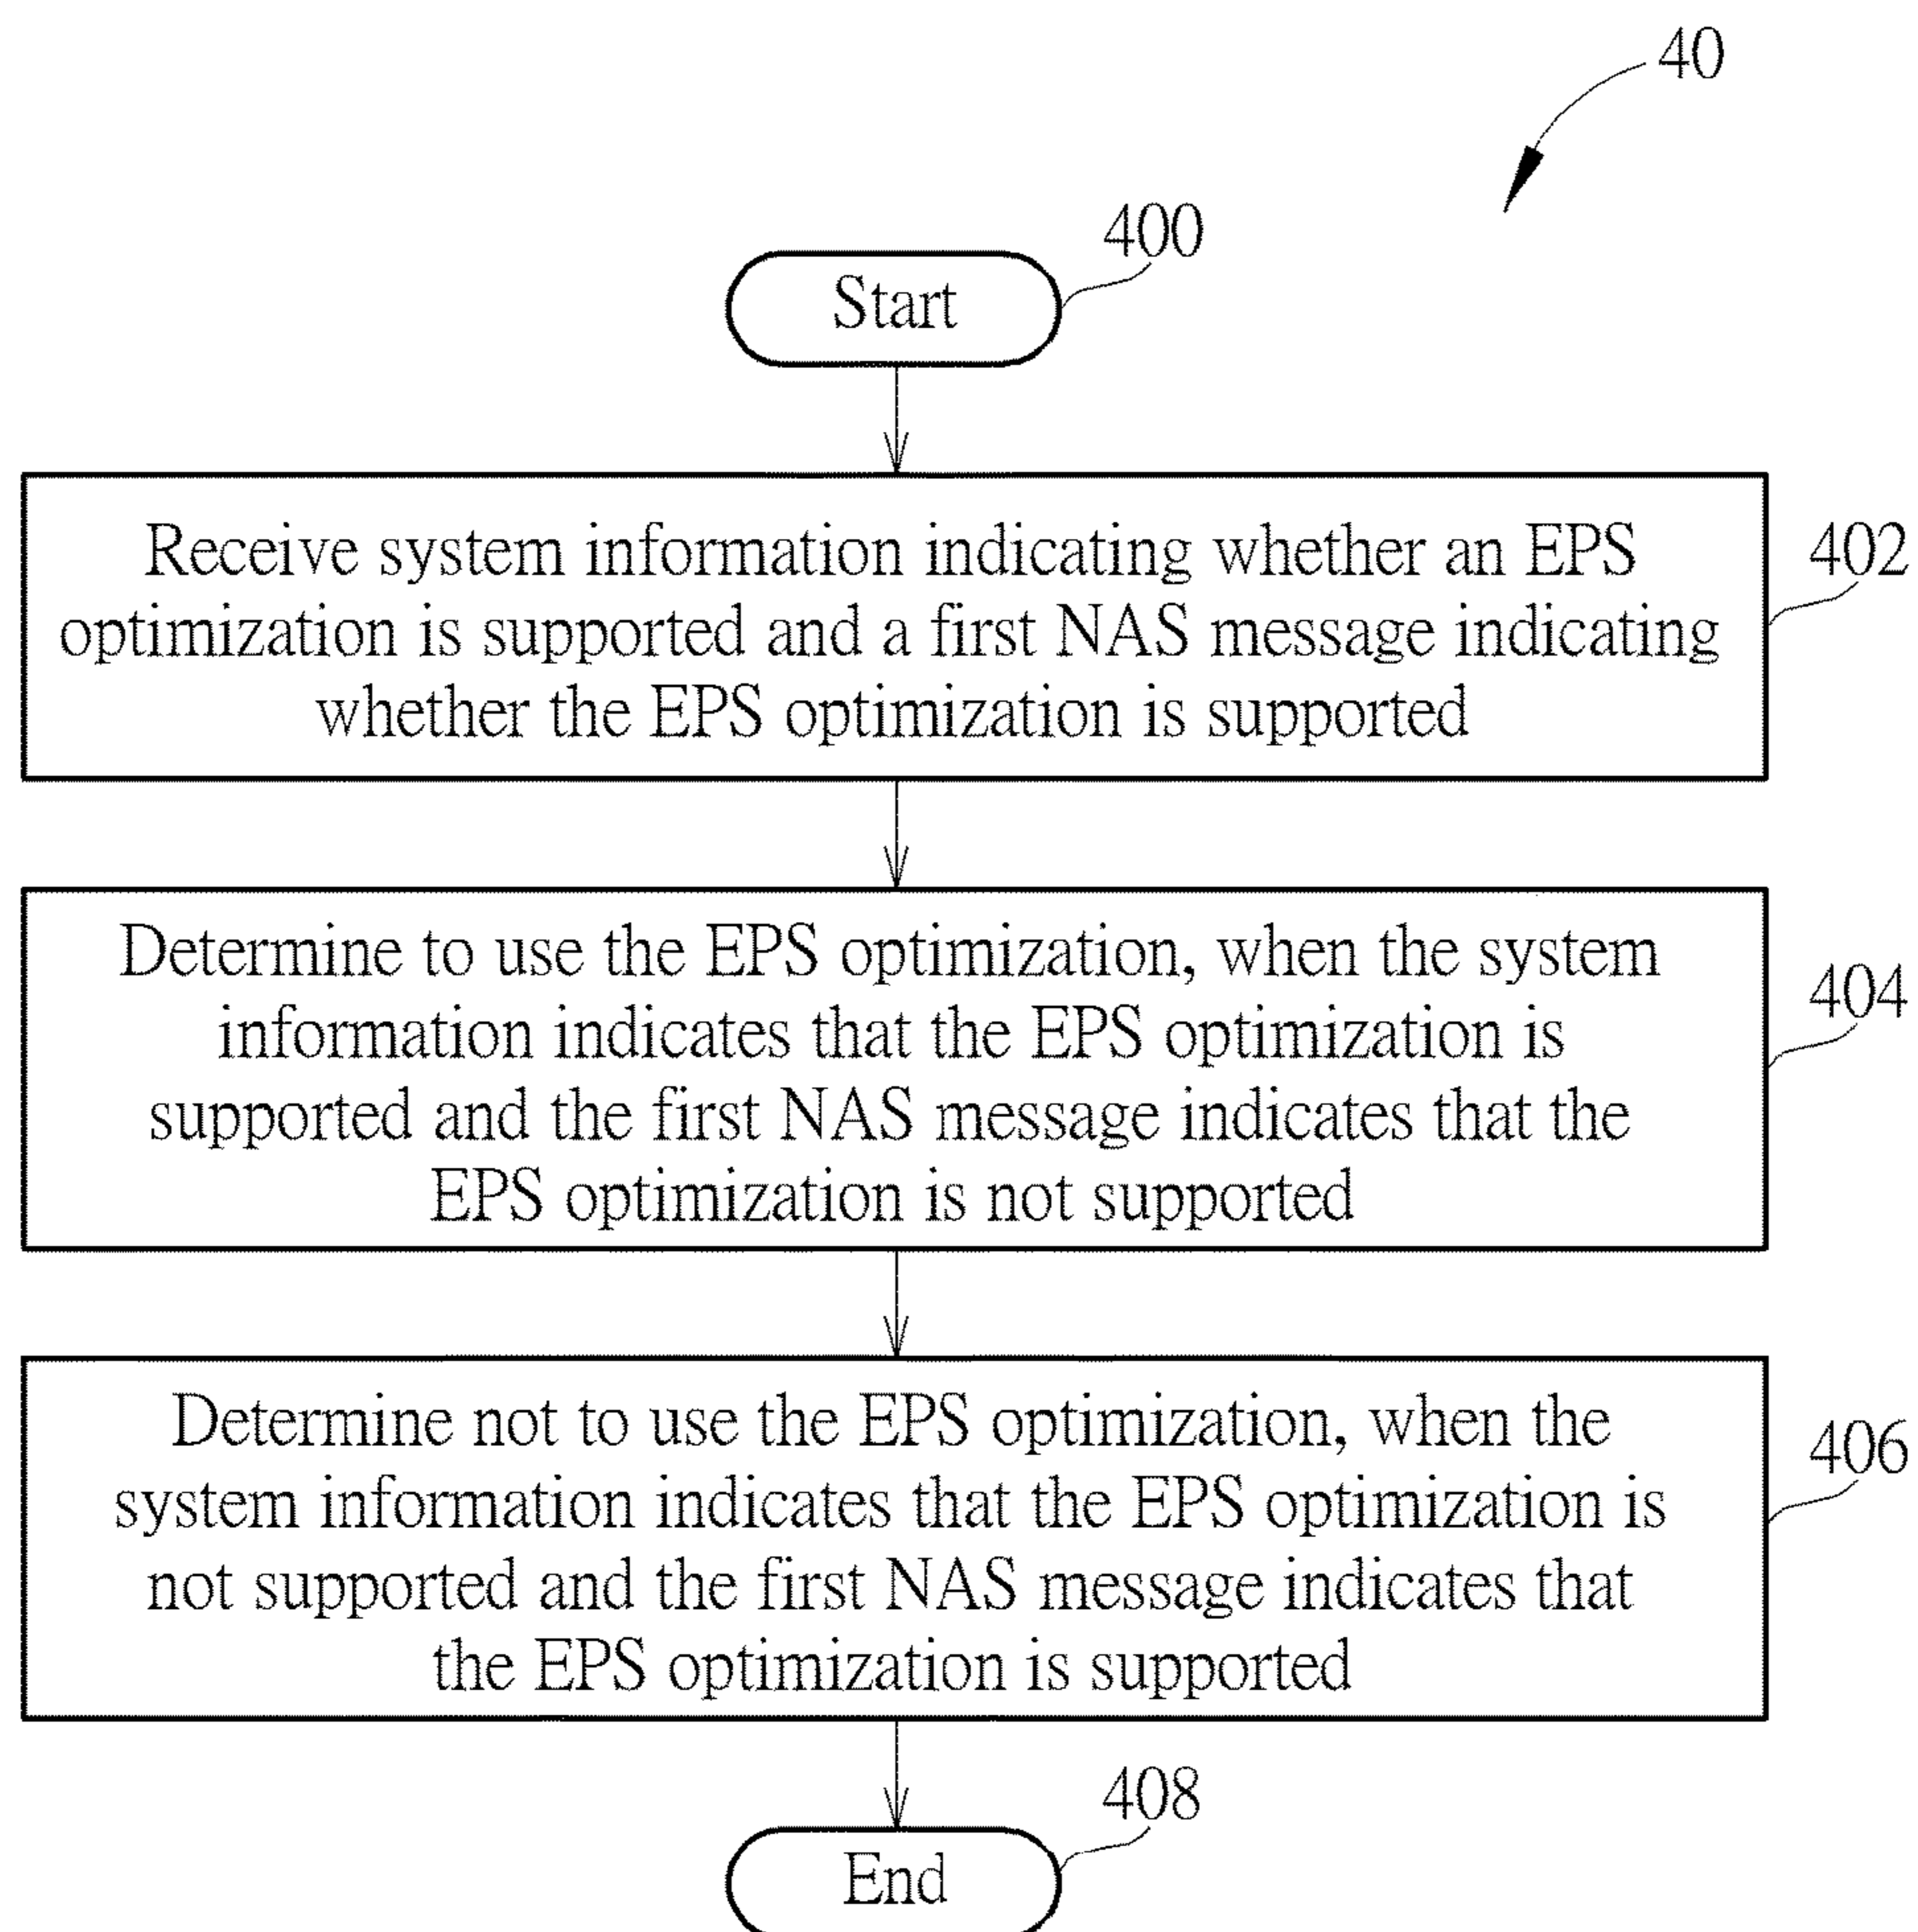 40
400
Start
Receive system information indicating whether an EPS
optimization is supported and a first NAS message indicating
whether the EPS optimization is supported
402
Determine to use the EPS optimization, when the system
information indicates that the EPS optimization is
supported and the first NAS message indicates that the
EPS optimization is not supported
404
Determine not to use the EPS optimization, when the
system information indicates that the EPS optimization is
not supported and the first NAS message indicates that
the EPS optimization is supported
406
408
End